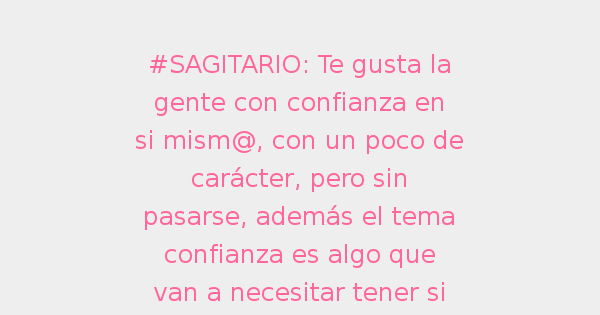 #SAGITARIO: Te gusta la
gente con confianza en
si mism@, con un poco de
carácter, pero sin
pasarse, además el tema
confianza es algo que
van a necesitar tener si